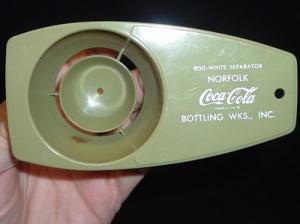 EGG-WHITE SEPARATOR
NORFOLK
Coca-Cola
BOTTLING WKS., INC.